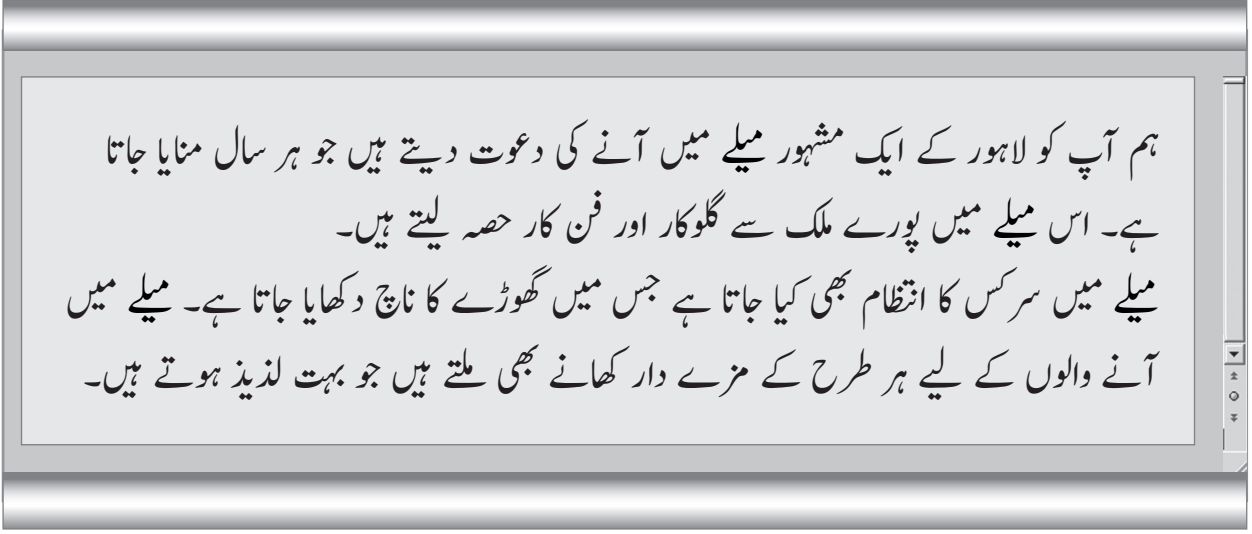 ہم آپ کو لاہور کے ایک مشہور میلے میں آنے کی دعوت دیتے ہیں جو ہر سال منایا جاتا
ہے۔ اس میلے میں پورے ملک سے گلوکار اور فن کار حصہ لیتے ہیں۔
میلے میں سرکس کا انتظام بھی کیا جاتا ہے جس میں گھوڑے کا ناچ دکھایا جاتا ہے۔ میلے میں
آنے والوں کے لیے ہر طرح کے مزے دار کھانے بھی ملتے ہیں جو بہت لذیذ ہوتے ہیں۔